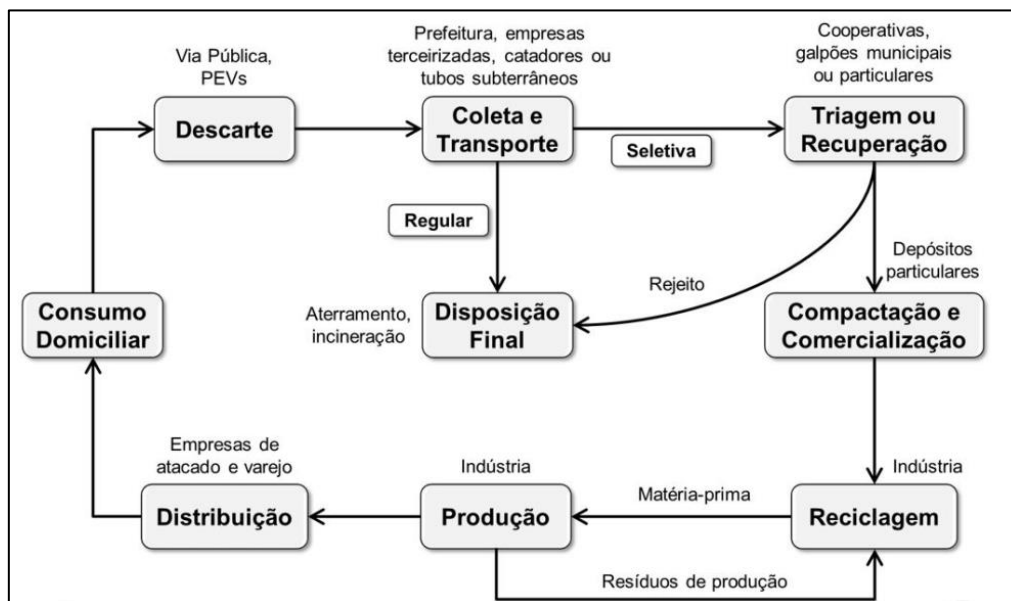 Via Pública,
PEVs
Descarte
Prefeitura, empresas
terceirizadas, catadores ou
tubos subterrâneos
Coleta e
Transporte
Seletiva
Cooperativas,
galpões municipais
ou particulares
Triagem ou
Recuperação
Regular
Rejeito
Depósitos
particulares
Consumo
Domiciliar
Aterramento,
incineração
Disposição
Final
Compactação e
Comercialização
Empresas de
atacado e varejo
Distribuição
Indústria
Produção
Matéria-prima
Indústria
Reciclagem
Resíduos de produção